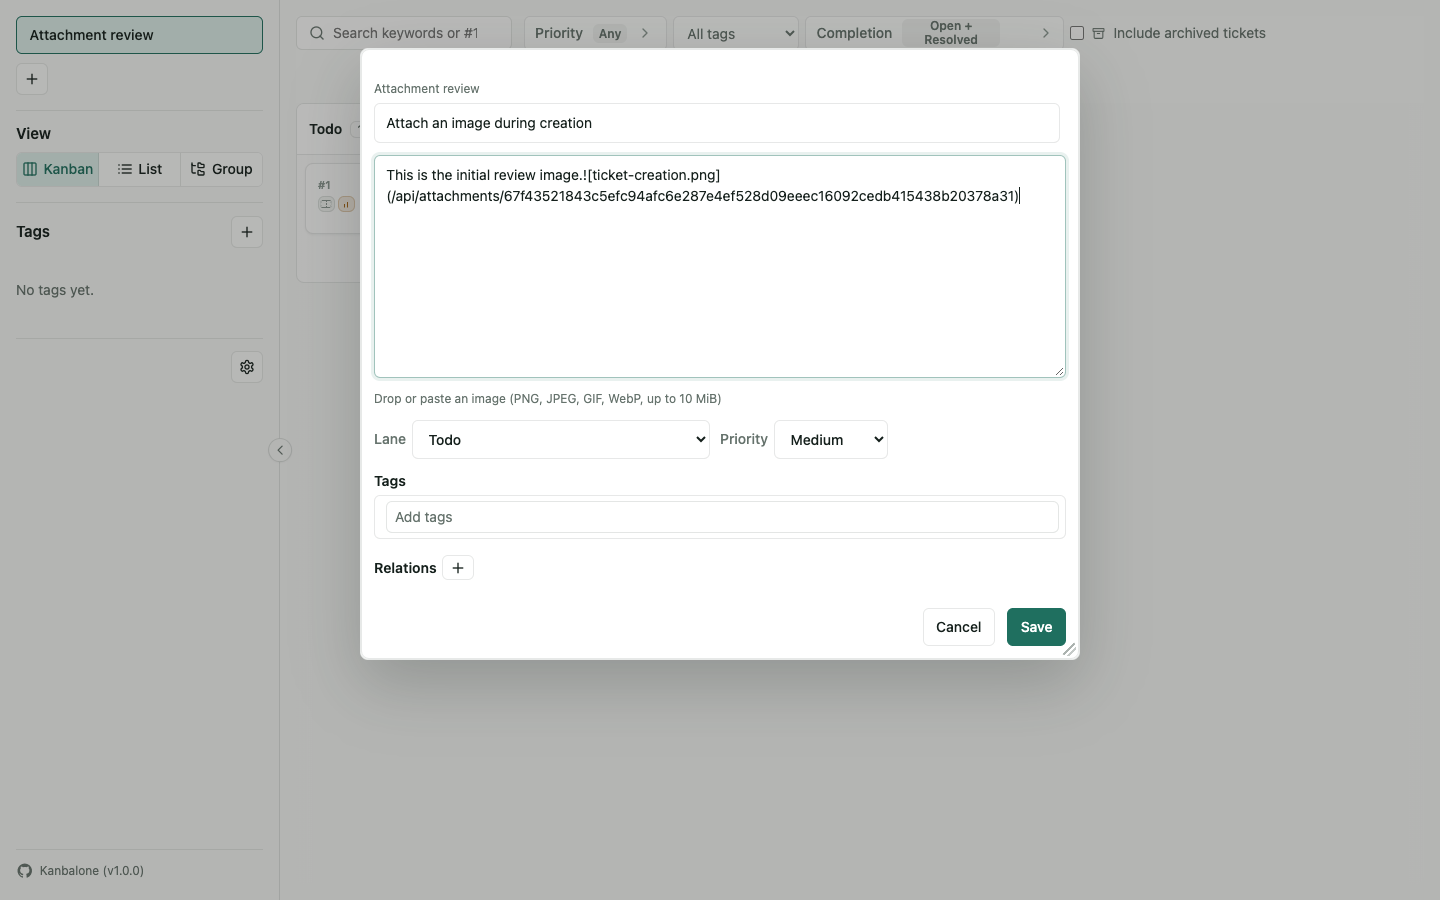 Attachment review
Search keywords or #1
Priority Any
All tags
Completion Open + Resolved
Include archived tickets
View
Kanban List Group
Tags
No tags yet.
Kanbalone (v1.0.0)
Todo
#1
Attachment review
Attach an image during creation
This is the initial review image.![ticket-creation.png]
(/api/attachments/67f43521843c5efc94afc6e287e4ef528d09eeec16092cedb415438b20378a31)
Drop or paste an image (PNG, JPEG, GIF, WebP, up to 10 MiB)
Lane Todo Priority Medium
Tags
Add tags
Relations
Cancel Save